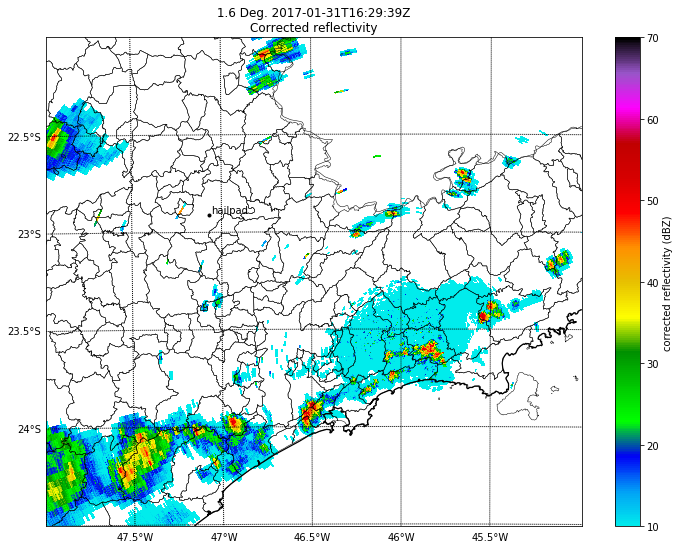 1.6 Deg. 2017-01-31T16:29:39Z
Corrected reflectivity
22.5°S
23°S
23.5°S
24°S
47.5°W
47°W
46.5°W
46°W
45.5°W
hailpad
70
60
50
40
30
20
10
corrected reflectivity (dBZ)